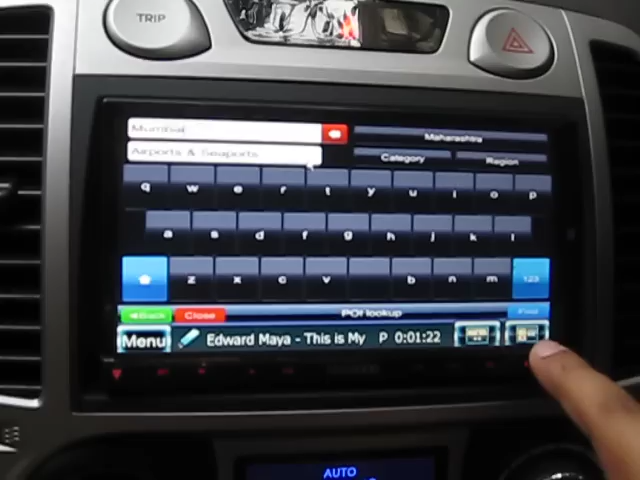 TRIP
Mumbai
Maharashtra
Airports & Seaports
Category Region
q w e r t y u i o p
a s d f g h j k l
z x c v b n m 123
Back Close POI lookup Find
Menu Edward Maya - This is My P 0:01:22
AUTO